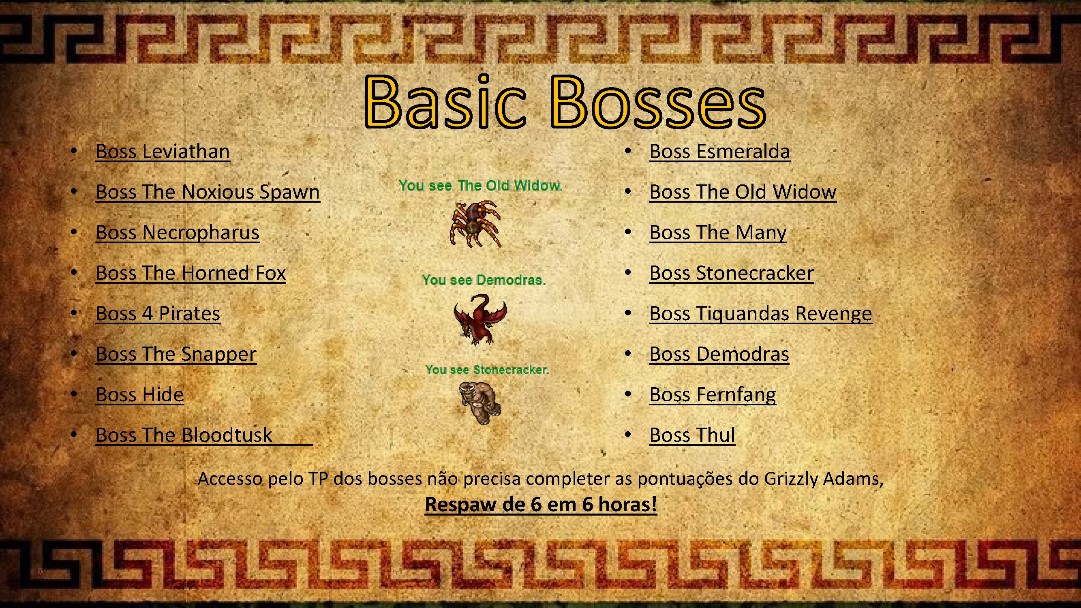 Basic Bosses
Boss Leviathan
Boss The Noxious Spawn
Boss Necropharus
Boss The Horned Fox
Boss 4 Pirates
Boss The Snapper
Boss Hide
Boss The Bloodtusk
You see The Old Widow.
You see Demodras.
You see Stonecracker.
Boss Esmeralda
Boss The Old Widow
Boss The Many
Boss Stonecracker
Boss Tiquandas Revenge
Boss Demodras
Boss Fernfang
Boss Thul
Accesso pelo TP dos bosses não precisa completer as pontuações do Grizzly Adams,
Respaw de 6 em 6 horas!